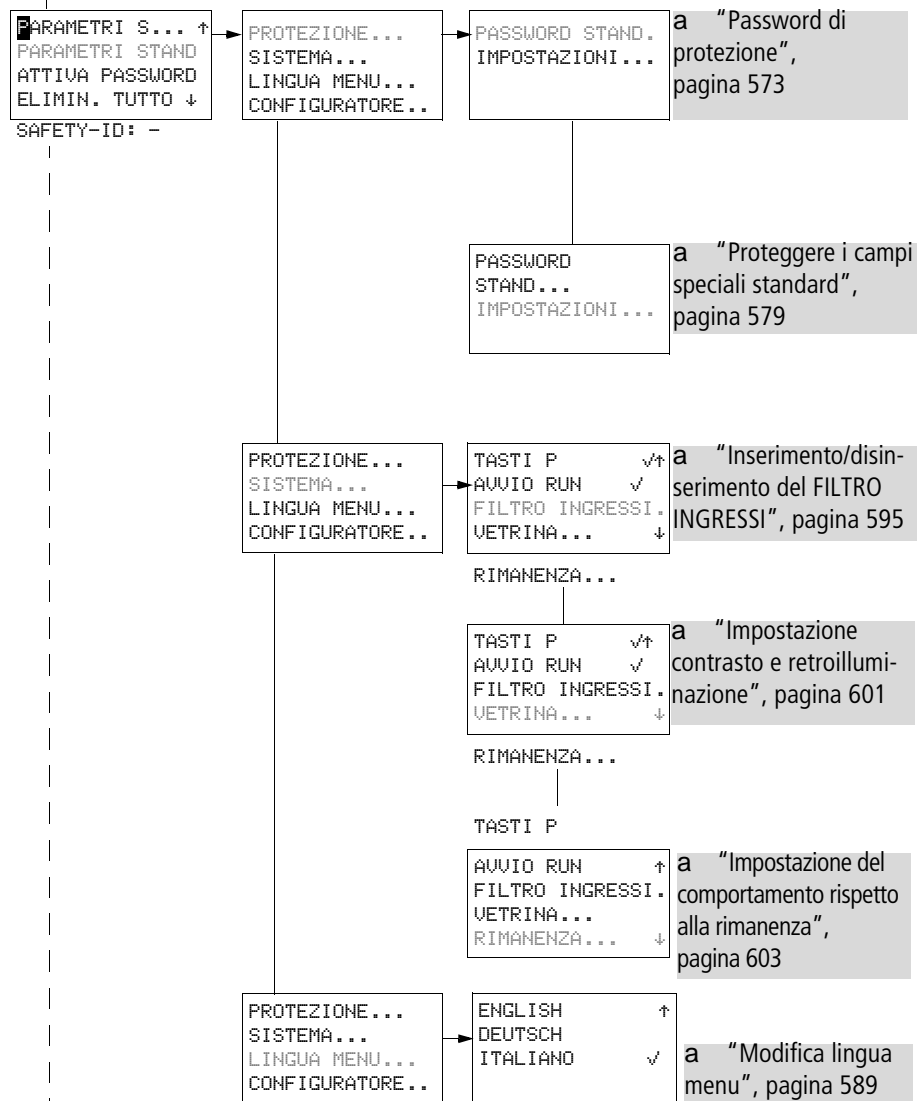 PARAMETRI S... ↑
PARAMETRI STAND
ATTIVA PASSWORD
ELIMIN. TUTTO ↓
SAFETY-ID: -
PROTEZIONE...
SISTEMA...
LINGUA MENU...
CONFIGURATORE..
PASSWORD STAND.
IMPOSTAZIONI...
a "Password di
protezione",
pagina 573
PASSWORD
STAND...
IMPOSTAZIONI...
a "Proteggere i campi
speciali standard",
pagina 579
PROTEZIONE...
SISTEMA...
LINGUA MENU...
CONFIGURATORE..
TASTI P √↑
AVVIO RUN √
FILTRO INGRESSI.
VETRINA... ↓
RIMANENZA...
a "Inserimento/disin-
serimento del FILTRO
INGRESSI", pagina 595
TASTI P √↑
AVVIO RUN √
FILTRO INGRESSI.
VETRINA... ↓
RIMANENZA...
a "Impostazione
contrasto e retroillumi-
nazione", pagina 601
TASTI P
AVVIO RUN ↑
FILTRO INGRESSI.
VETRINA...
RIMANENZA... ↓
a "Impostazione del
comportamento rispetto
alla rimanenza",
pagina 603
PROTEZIONE...
SISTEMA...
LINGUA MENU...
CONFIGURATORE..
ENGLISH ↑
DEUTSCH
ITALIANO √
a "Modifica lingua
menu", pagina 589